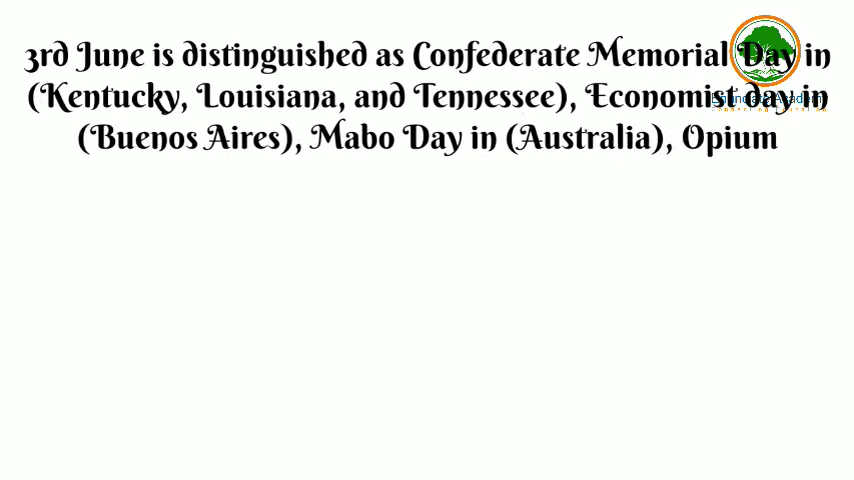 3rd June is distinguished as Confederate Memorial Day in
(Kentucky, Louisiana, and Tennessee), Economist day in
(Buenos Aires), Mabo Day in (Australia), Opium